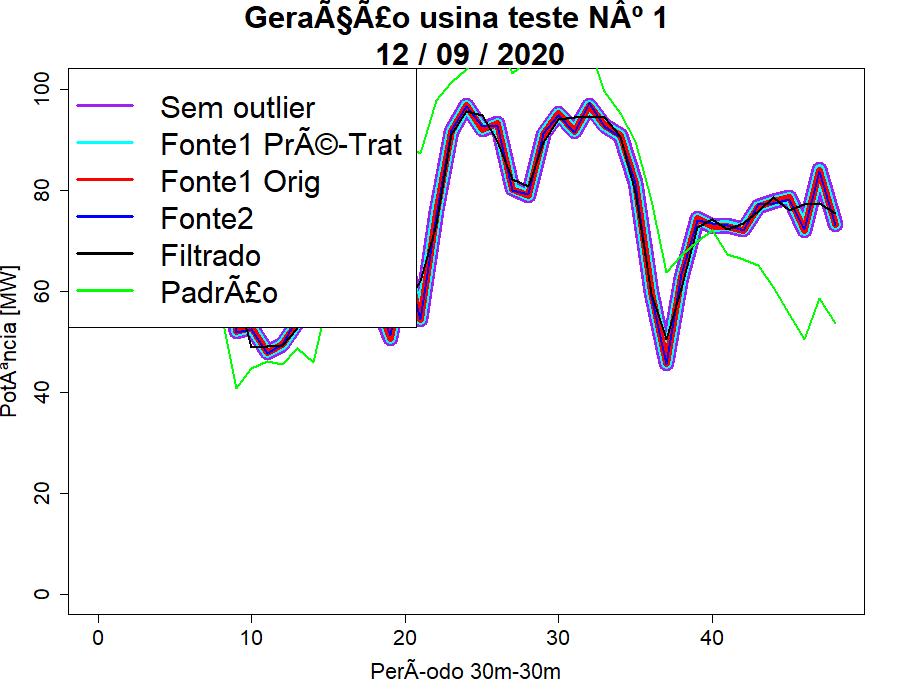 GeraÃ§Ã£o usina teste NÂº 1
12 / 09 / 2020
Sem outlier
Fonte1 PrÃ©-Trat
Fonte1 Orig
Fonte2
Filtrado
PadrÃ£o
PotÃªncia [MW]
100
80
60
40
20
0
0 10 20 30 40
PerÃ­odo 30m-30m